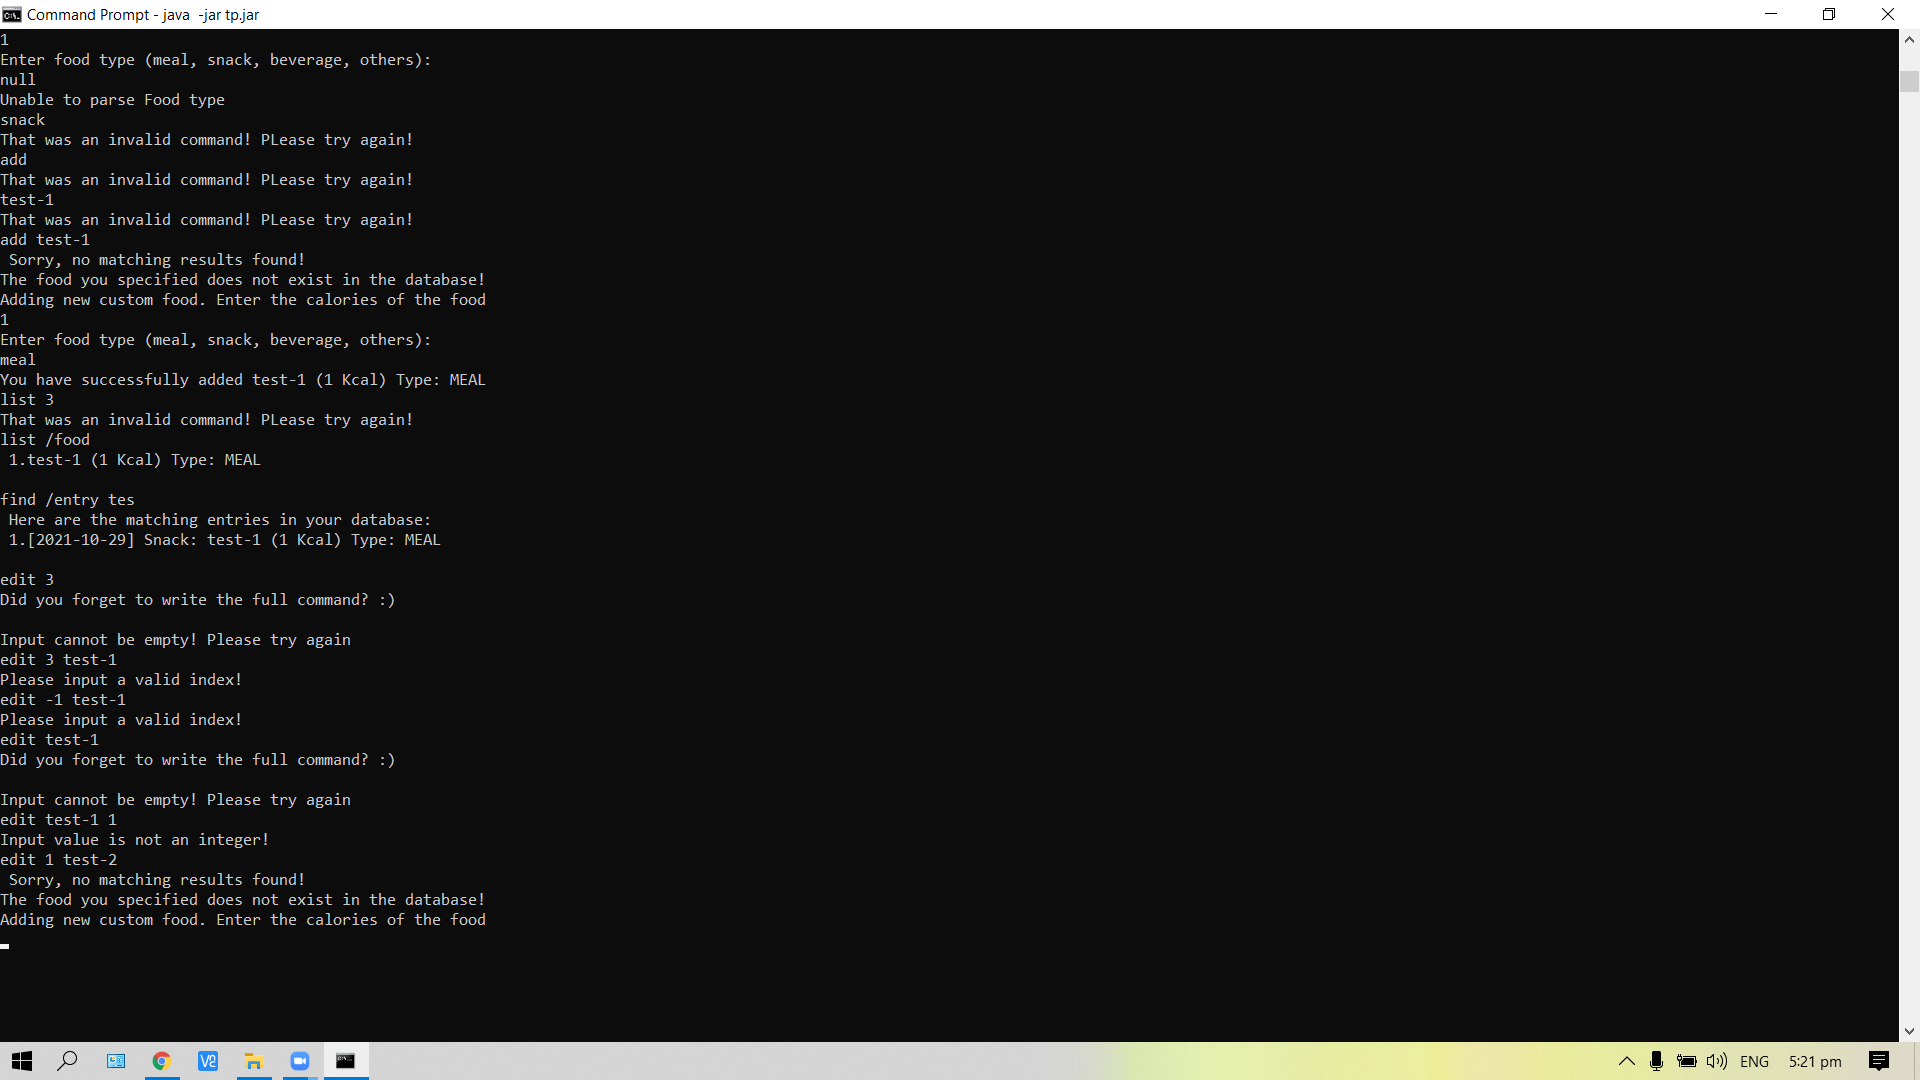 Command Prompt - java  -jar tp.jar
1
Enter food type (meal, snack, beverage, others):
null
Unable to parse Food type
snack
That was an invalid command! PLease try again!
add
That was an invalid command! PLease try again!
test-1
That was an invalid command! PLease try again!
add test-1
 Sorry, no matching results found!
The food you specified does not exist in the database!
Adding new custom food. Enter the calories of the food
1
Enter food type (meal, snack, beverage, others):
meal
You have successfully added test-1 (1 Kcal) Type: MEAL
list 3
That was an invalid command! PLease try again!
list /food
 1.test-1 (1 Kcal) Type: MEAL
find /entry tes
 Here are the matching entries in your database:
 1.[2021-10-29] Snack: test-1 (1 Kcal) Type: MEAL
edit 3
Did you forget to write the full command? :)
Input cannot be empty! Please try again
edit 3 test-1
Please input a valid index!
edit -1 test-1
Please input a valid index!
edit test-1
Did you forget to write the full command? :)
Input cannot be empty! Please try again
edit test-1 1
Input value is not an integer!
edit 1 test-2
 Sorry, no matching results found!
The food you specified does not exist in the database!
Adding new custom food. Enter the calories of the food
ENG
5:21 pm